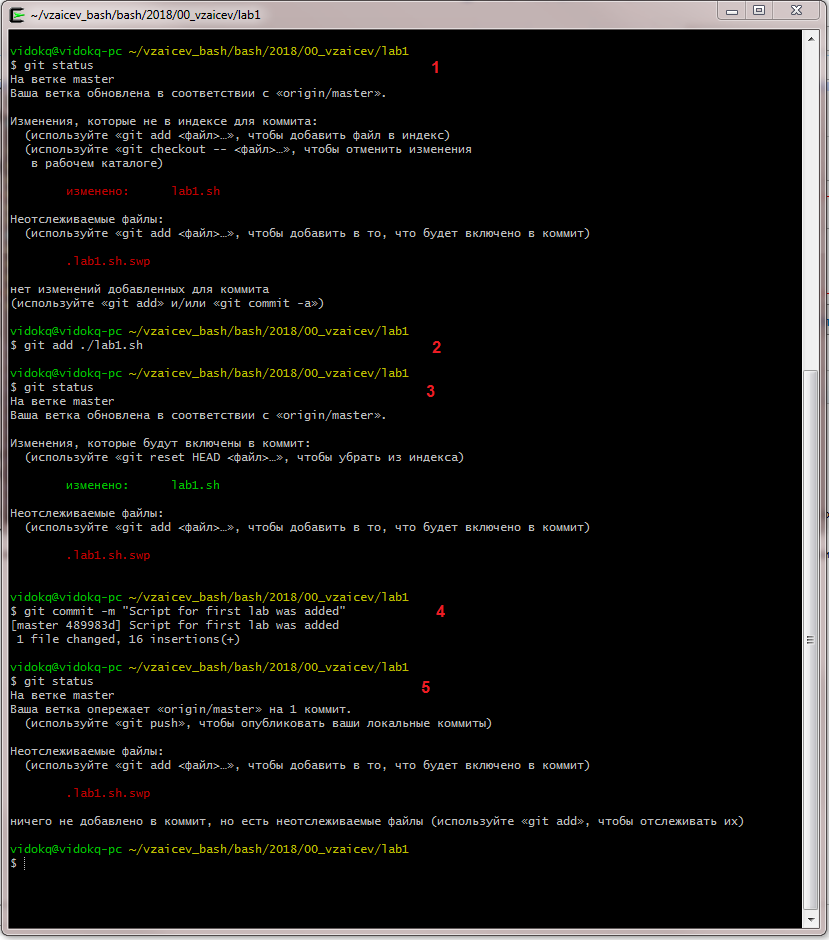 ~/vzaicev_bash/bash/2018/00_vzaicev/lab1
vidokq@vidokq-pc ~/vzaicev_bash/bash/2018/00_vzaicev/lab1
$ git status 1
На ветке master
Ваша ветка обновлена в соответствии с «origin/master».
Изменения, которые не в индексе для коммита:
(используйте «git add <файл>…», чтобы добавить файл в индекс)
(используйте «git checkout -- <файл>…», чтобы отменить изменения
в рабочем каталоге)
изменено: lab1.sh
Неотслеживаемые файлы:
(используйте «git add <файл>…», чтобы добавить в то, что будет включено в коммит)
.lab1.sh.swp
нет изменений добавленных для коммита
(используйте «git add» и/или «git commit -a»)
vidokq@vidokq-pc ~/vzaicev_bash/bash/2018/00_vzaicev/lab1
$ git add ./lab1.sh 2
vidokq@vidokq-pc ~/vzaicev_bash/bash/2018/00_vzaicev/lab1
$ git status 3
На ветке master
Ваша ветка обновлена в соответствии с «origin/master».
Изменения, которые будут включены в коммит:
(используйте «git reset HEAD <файл>…», чтобы убрать из индекса)
изменено: lab1.sh
Неотслеживаемые файлы:
(используйте «git add <файл>…», чтобы добавить в то, что будет включено в коммит)
.lab1.sh.swp
vidokq@vidokq-pc ~/vzaicev_bash/bash/2018/00_vzaicev/lab1
$ git commit -m "Script for first lab was added" 4
[master 489983d] Script for first lab was added
1 file changed, 16 insertions(+)
vidokq@vidokq-pc ~/vzaicev_bash/bash/2018/00_vzaicev/lab1
$ git status 5
На ветке master
Ваша ветка опережает «origin/master» на 1 коммит.
(используйте «git push», чтобы опубликовать ваши локальные коммиты)
Неотслеживаемые файлы:
(используйте «git add <файл>…», чтобы добавить в то, что будет включено в коммит)
.lab1.sh.swp
ничего не добавлено в коммит, но есть неотслеживаемые файлы (используйте «git add», чтобы отслеживать их)
vidokq@vidokq-pc ~/vzaicev_bash/bash/2018/00_vzaicev/lab1
$